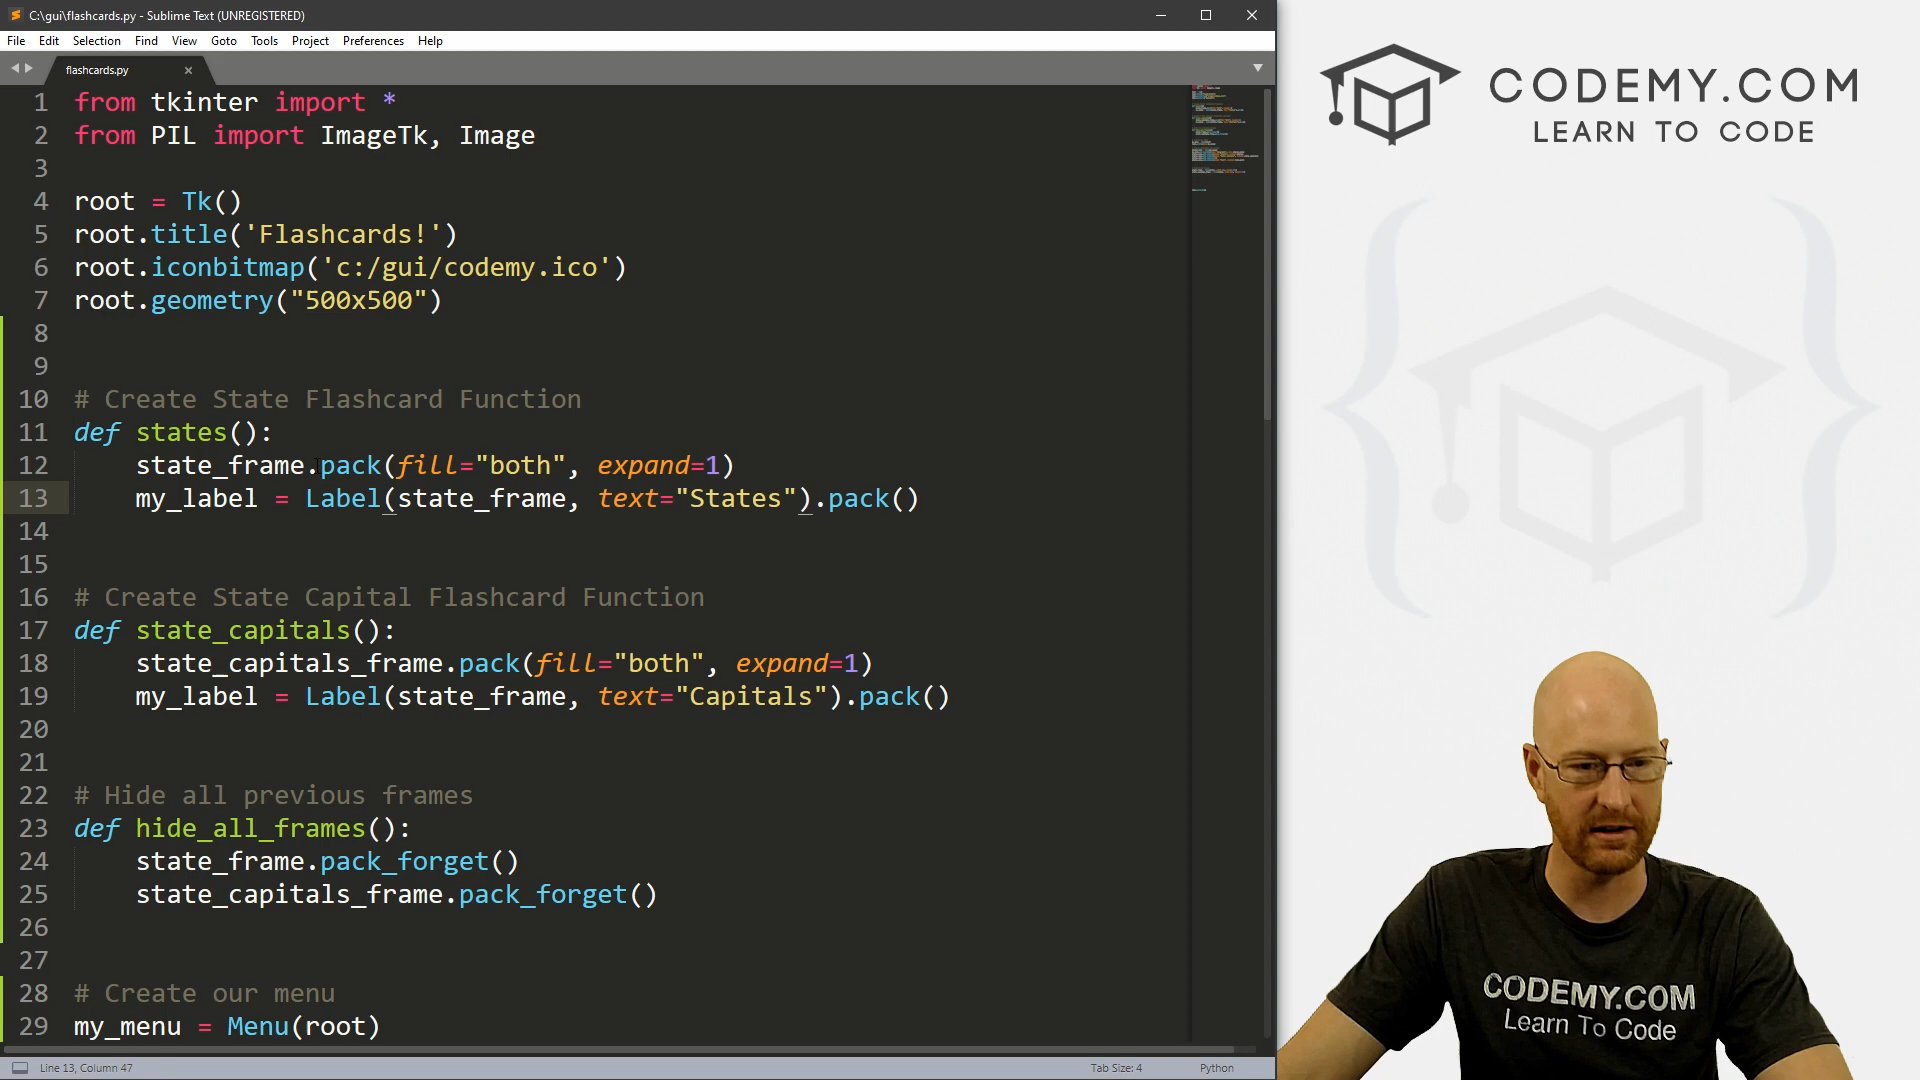 C:\gui\flashcards.py - Sublime Text (UNREGISTERED)
File Edit Selection Find View Goto Tools Project Preferences Help
flashcards.py
1 from tkinter import *
2 from PIL import ImageTk, Image
3
4 root = Tk()
5 root.title('Flashcards!')
6 root.iconbitmap('c:/gui/codemy.ico')
7 root.geometry("500x500")
8
9
10 # Create State Flashcard Function
11 def states():
12 state_frame.pack(fill="both", expand=1)
13 my_label = Label(state_frame, text="States").pack()
14
15
16 # Create State Capital Flashcard Function
17 def state_capitals():
18 state_capitals_frame.pack(fill="both", expand=1)
19 my_label = Label(state_frame, text="Capitals").pack()
20
21
22 # Hide all previous frames
23 def hide_all_frames():
24 state_frame.pack_forget()
25 state_capitals_frame.pack_forget()
26
27
28 # Create our menu
29 my_menu = Menu(root)
Line 13, Column 47
Tab Size: 4
Python
CODEMY.COM
LEARN TO CODE
CODEMY.COM
Learn To Code